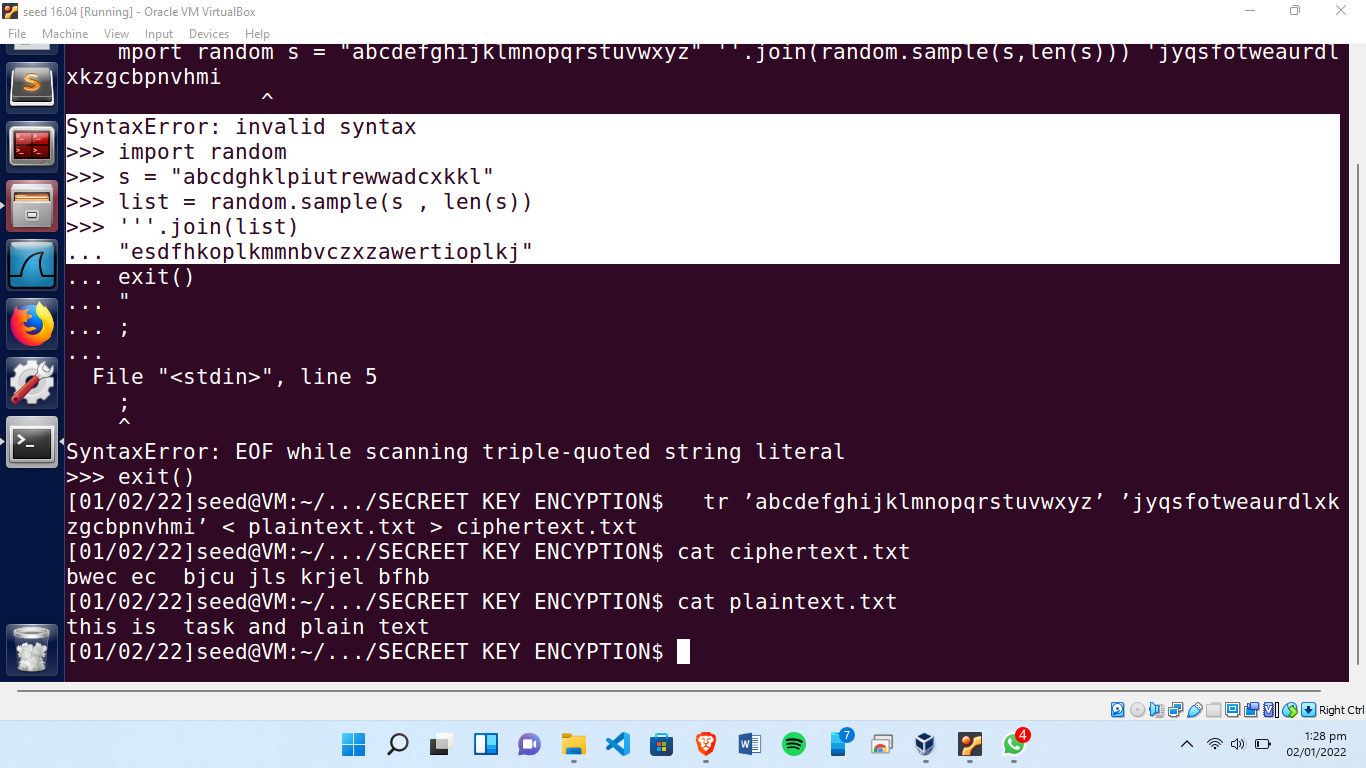 seed 16.04 [Running] - Oracle VM VirtualBox
File Machine View Input Devices Help
mport random s = "abcdefghijklmnopqrstuvwxyz" ''.join(random.sample(s,len(s))) 'jyqsfotweaurdl
xkzgcbpnvhmi
^
SyntaxError: invalid syntax
>>> import random
>>> s = "abcdghklpiutrewwadcxkkl"
>>> list = random.sample(s , len(s))
>>> '''.join(list)
... "esdfhkoplkmmnbvczxzawertioplkj"
... exit()
... "
... ;
...
File "<stdin>", line 5
;
^
SyntaxError: EOF while scanning triple-quoted string literal
>>> exit()
[01/02/22]seed@VM:~/.../SECREET KEY ENCYPTION$ tr ’abcdefghijklmnopqrstuvwxyz’ ’jyqsfotweaurdlxk
zgcbpnvhmi’ < plaintext.txt > ciphertext.txt
[01/02/22]seed@VM:~/.../SECREET KEY ENCYPTION$ cat ciphertext.txt
bwec ec  bjcu jls krjel bfhb
[01/02/22]seed@VM:~/.../SECREET KEY ENCYPTION$ cat plaintext.txt
this is  task and plain text
[01/02/22]seed@VM:~/.../SECREET KEY ENCYPTION$
Right Ctrl
7
4
1:28 pm
02/01/2022